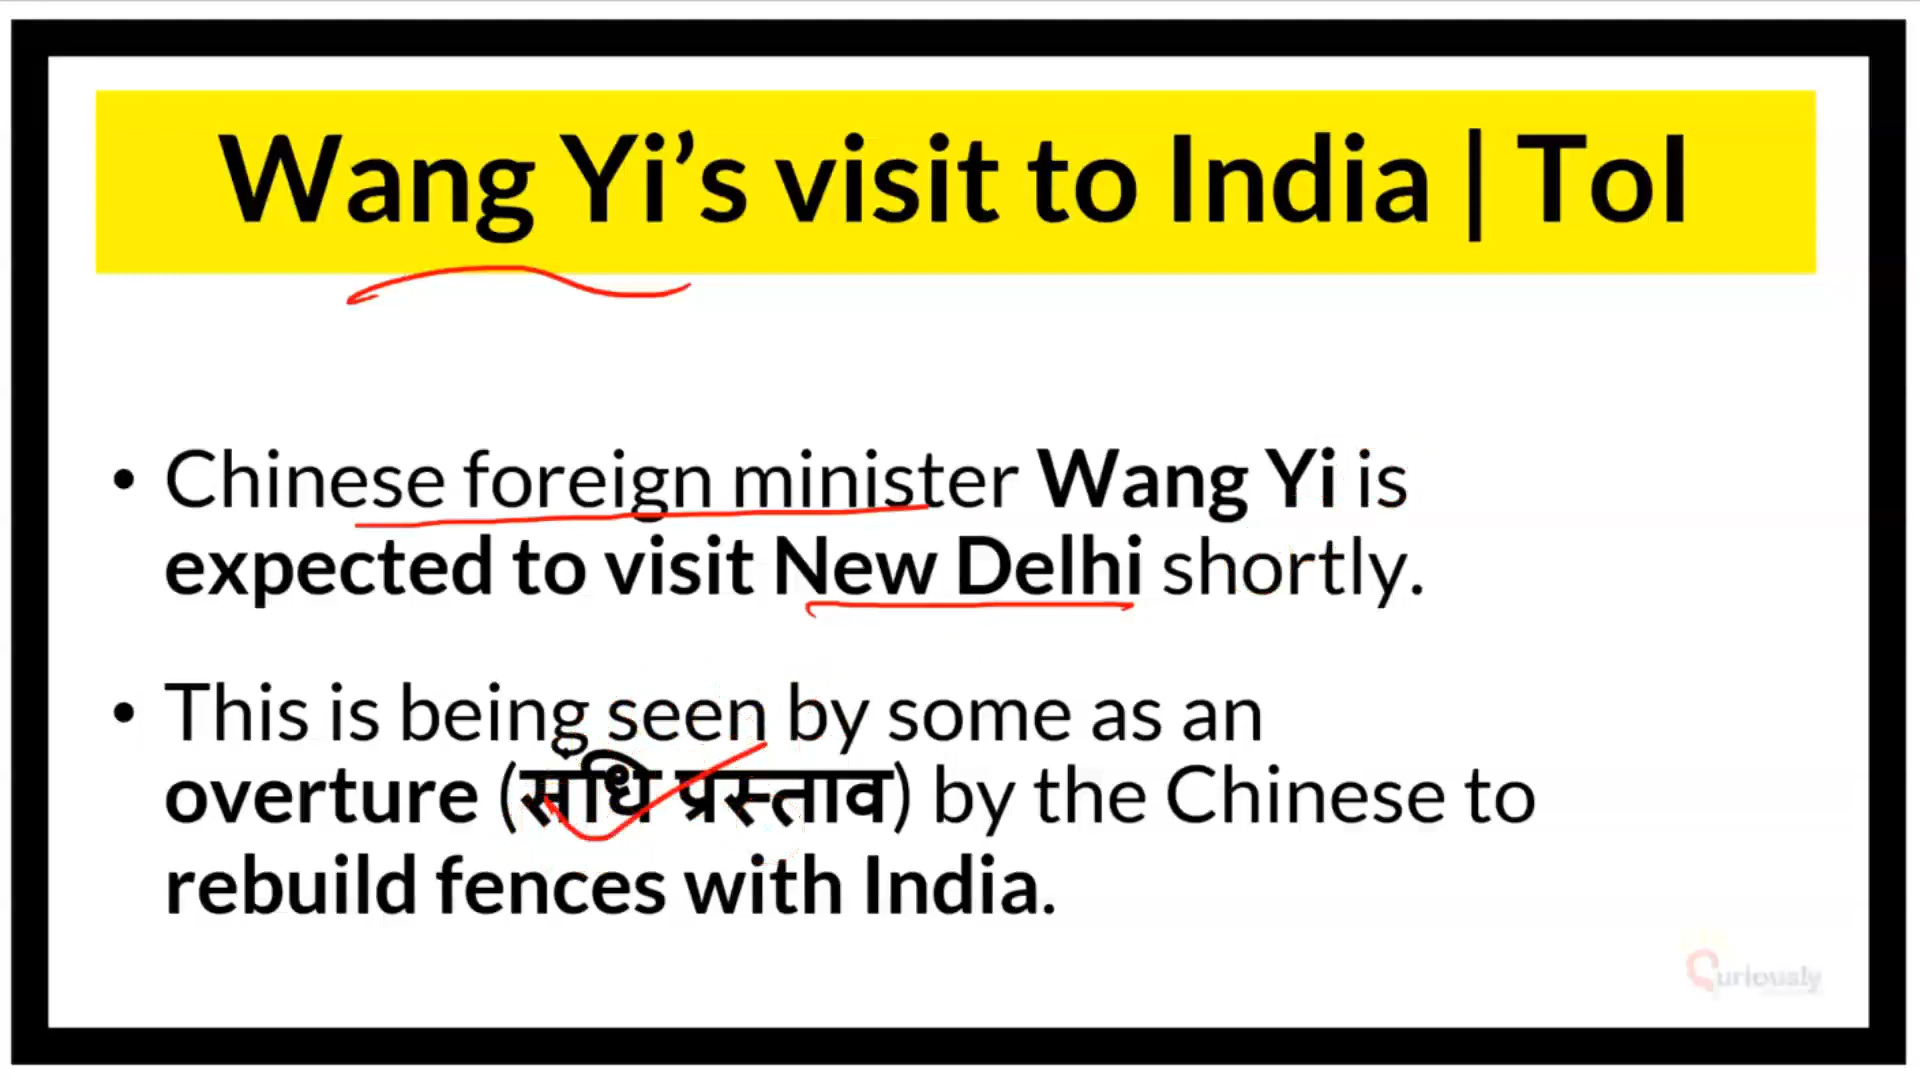 Wang Yi’s visit to India | ToI
• Chinese foreign minister Wang Yi is
expected to visit New Delhi shortly.
• This is being seen by some as an
overture (संधि प्रस्ताव) by the Chinese to
rebuild fences with India.
Curiously